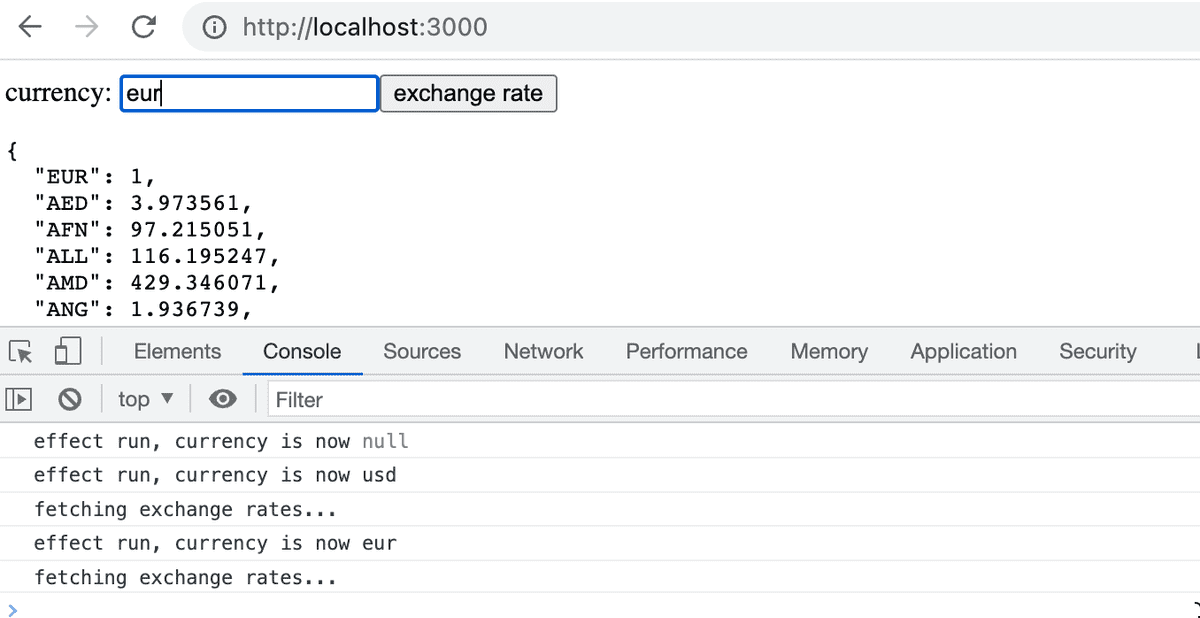 http://localhost:3000
currency: eur exchange rate
{
"EUR": 1,
"AED": 3.973561,
"AFN": 97.215051,
"ALL": 116.195247,
"AMD": 429.346071,
"ANG": 1.936739,
Elements Console Sources Network Performance Memory Application Security
top ▼ Filter
effect run, currency is now null
effect run, currency is now usd
fetching exchange rates...
effect run, currency is now eur
fetching exchange rates...
>